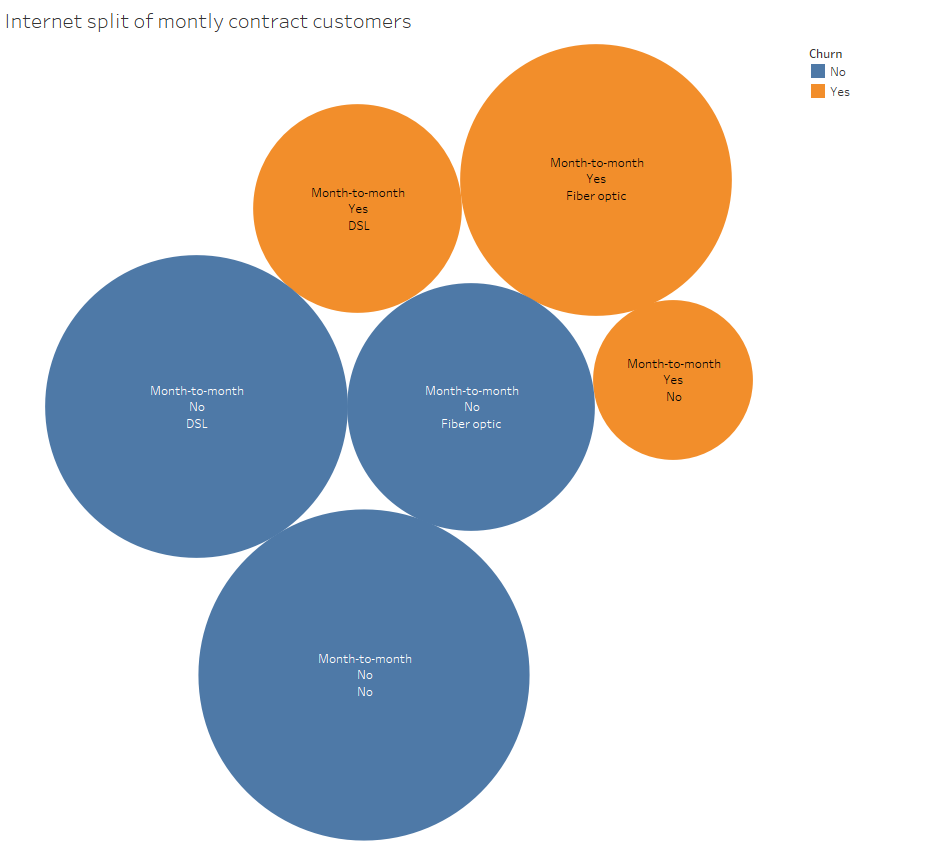 Internet split of montly contract customers
Churn
No
Yes
Month-to-month
Yes
Fiber optic
Month-to-month
Yes
DSL
Month-to-month
Yes
No
Month-to-month
No
DSL
Month-to-month
No
Fiber optic
Month-to-month
No
No